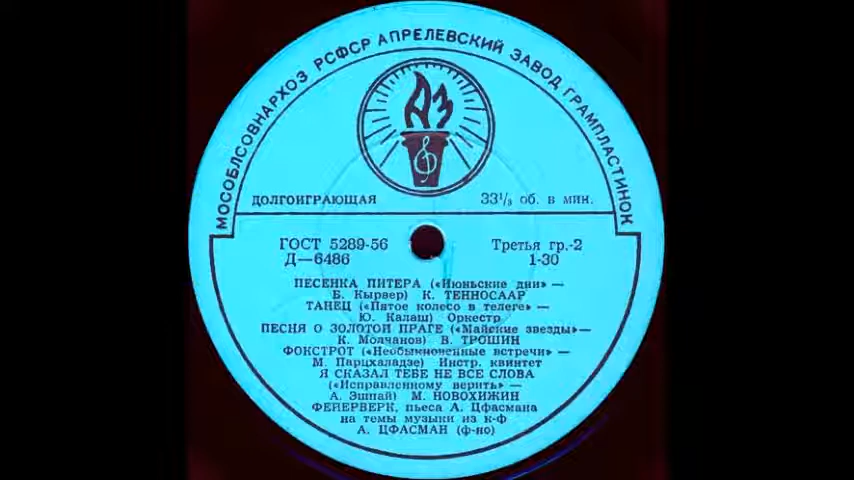 МОСОБЛСОВНАРХОЗ РСФСР АПРЕЛЕВСКИЙ ЗАВОД ГРАМПЛАСТИНОК
АЗ
ДОЛГОИГРАЮЩАЯ 33⅓ об. в мин.
ГОСТ 5289-56 Третья гр.-2
Д—6486 1-30
ПЕСЕНКА ПИТЕРА («Июньские дни» —
Б. Кырвер) К. ТЕННОСААР
ТАНЕЦ («Пятое колесо в телеге» —
Ю. Калаш) Оркестр
ПЕСНЯ О ЗОЛОТОЙ ПРАГЕ («Майские звезды»—
К. Молчанов) В. ТРОШИН
ФОКСТРОТ («Необыкновенные встречи» —
М. Парцхаладзе) Инстр. квинтет
Я СКАЗАЛ ТЕБЕ НЕ ВСЕ СЛОВА
(«Исправленному верить» —
А. Эшпай) М. НОВОХИЖИН
ФЕЙЕРВЕРК, пьеса А. Цфасмана
на темы музыки из к-ф
А. ЦФАСМАН (ф-но)